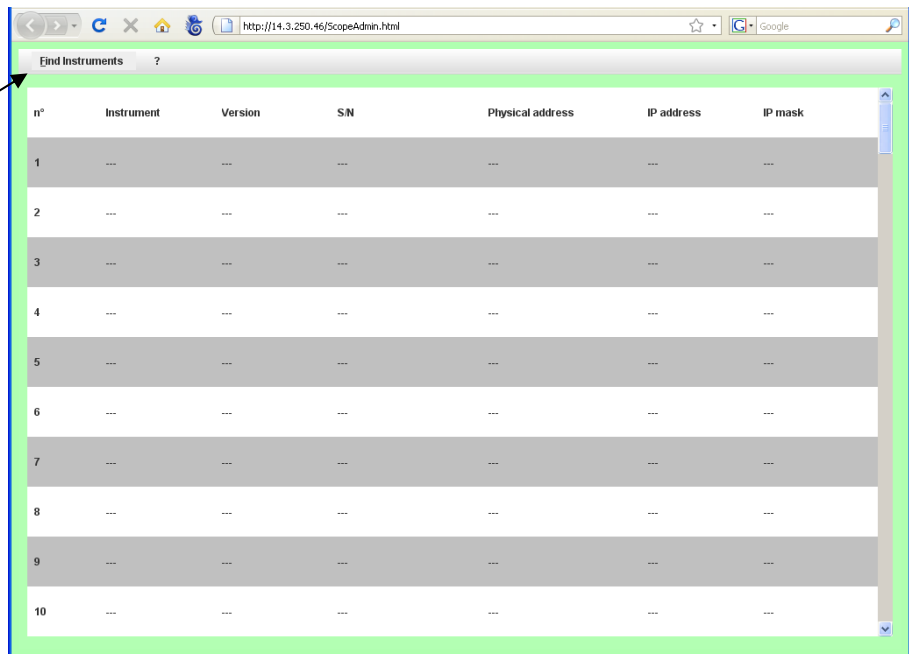 http://14.3.250.46/ScopeAdmin.html G Google
Find Instruments ?
n° Instrument Version S/N Physical address IP address IP mask
1 --- --- --- --- --- ---
2 --- --- --- --- --- ---
3 --- --- --- --- --- ---
4 --- --- --- --- --- ---
5 --- --- --- --- --- ---
6 --- --- --- --- --- ---
7 --- --- --- --- --- ---
8 --- --- --- --- --- ---
9 --- --- --- --- --- ---
10 --- --- --- --- --- ---